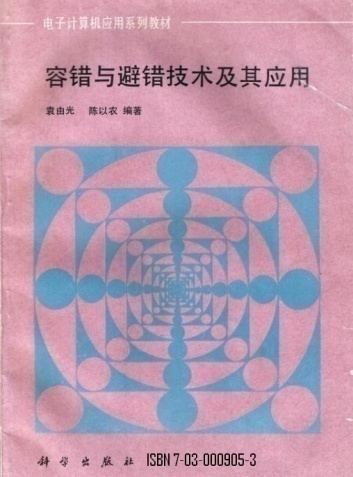 电子计算机应用系列教材
容错与避错技术及其应用
袁由光 陈以农 编著
科学出版社 ISBN 7-03-000905-3